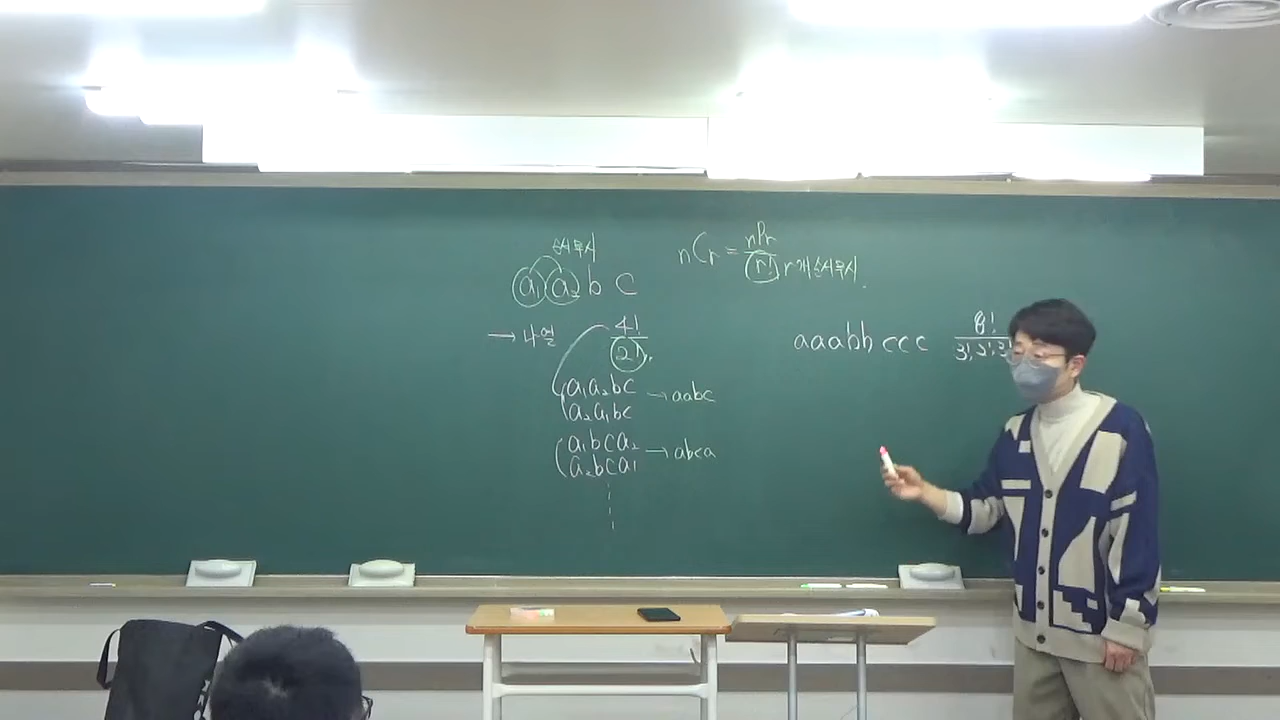 순서무시
a₁ a₂ b c
→ 나열
4!
2!
a₁a₂bc → aabc
a₂a₁bc
a₁bca₂ → abca
a₂bca₁
nCr = nPr
r! r개 순서무시.
aaabbccc
8!
3!.2!.3!